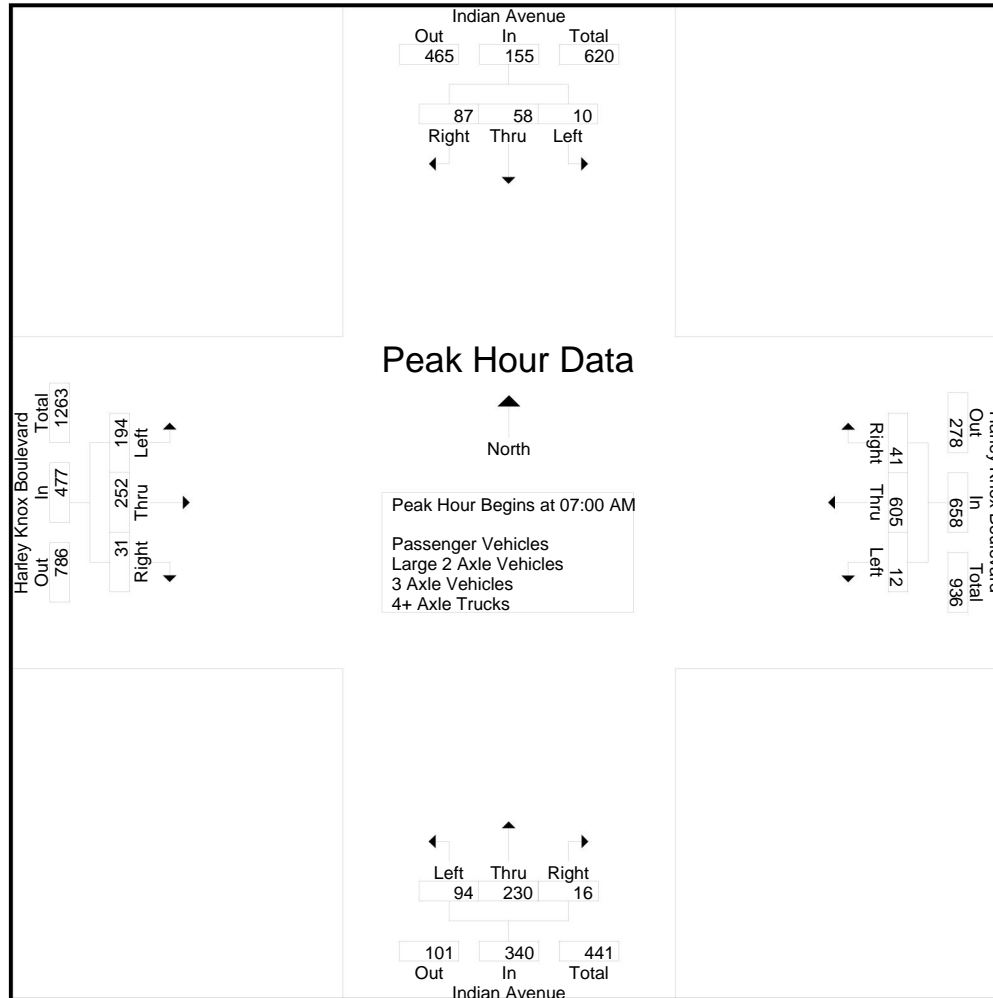 Indian Avenue
Out In Total
465 155 620
87 58 10
Right Thru Left
Peak Hour Data
North
Peak Hour Begins at 07:00 AM
Passenger Vehicles
Large 2 Axle Vehicles
3 Axle Vehicles
4+ Axle Trucks
Harley Knox Boulevard
Out In Total
786 477 1263
31 252 194
Right Thru Left
Out In Total
278 658 936
41 605 12
Right Thru Left
Left Thru Right
94 230 16
101 340 441
Out In Total
Indian Avenue